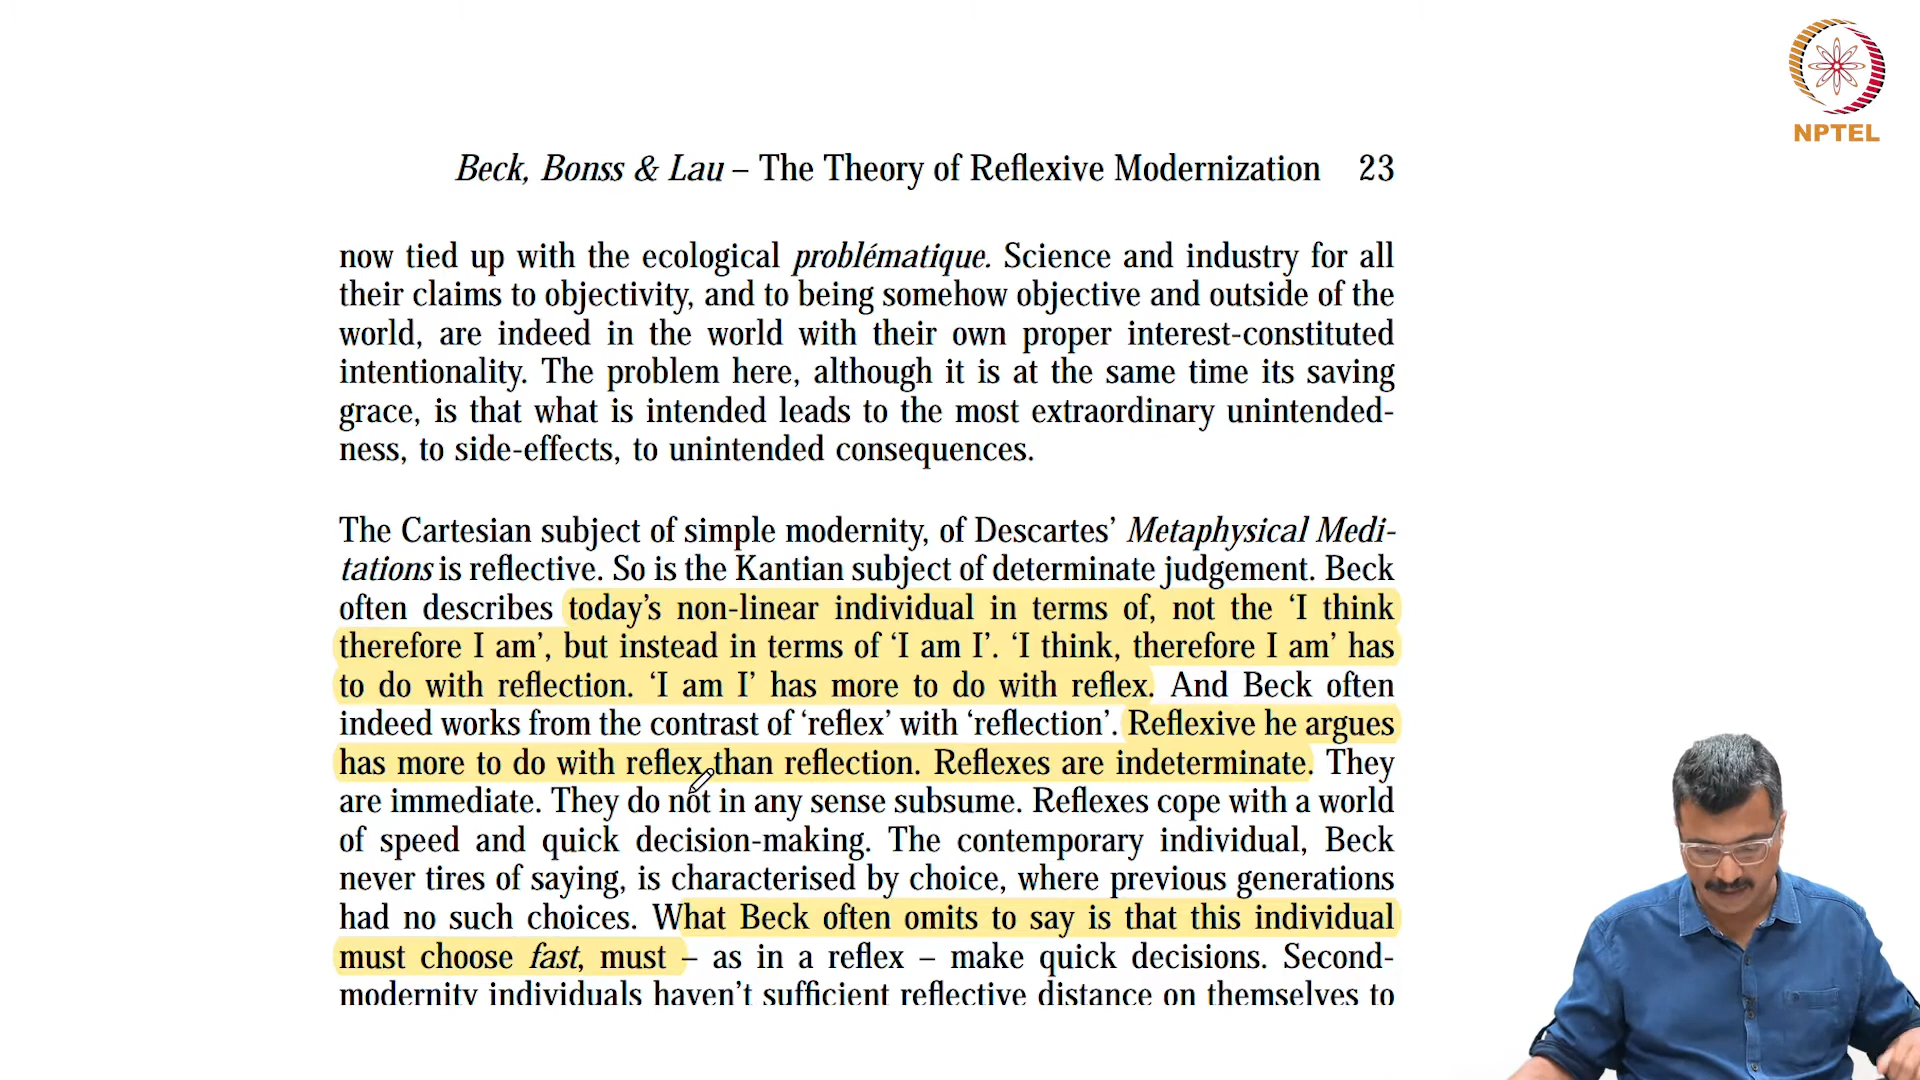 NPTEL
Beck, Bonss & Lau – The Theory of Reflexive Modernization 23
now tied up with the ecological problématique. Science and industry for all
their claims to objectivity, and to being somehow objective and outside of the
world, are indeed in the world with their own proper interest-constituted
intentionality. The problem here, although it is at the same time its saving
grace, is that what is intended leads to the most extraordinary unintended-
ness, to side-effects, to unintended consequences.
The Cartesian subject of simple modernity, of Descartes’ Metaphysical Medi-
tations is reflective. So is the Kantian subject of determinate judgement. Beck
often describes today’s non-linear individual in terms of, not the ‘I think
therefore I am’, but instead in terms of ‘I am I’. ‘I think, therefore I am’ has
to do with reflection. ‘I am I’ has more to do with reflex. And Beck often
indeed works from the contrast of ‘reflex’ with ‘reflection’. Reflexive he argues
has more to do with reflex than reflection. Reflexes are indeterminate. They
are immediate. They do not in any sense subsume. Reflexes cope with a world
of speed and quick decision-making. The contemporary individual, Beck
never tires of saying, is characterised by choice, where previous generations
had no such choices. What Beck often omits to say is that this individual
must choose fast, must – as in a reflex – make quick decisions. Second-
modernity individuals haven’t sufficient reflective distance on themselves to